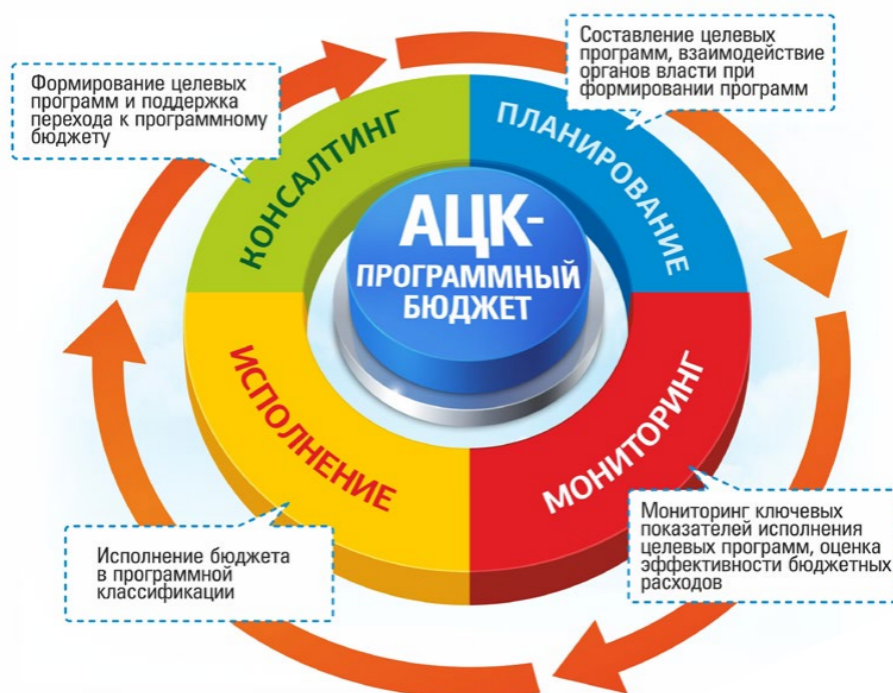 Формирование целевых
программ и поддержка
перехода к программному
бюджету
Составление целевых
программ, взаимодействие
органов власти при
формировании программ
КОНСАЛТИНГ
ПЛАНИРОВАНИЕ
АЦК-
ПРОГРАММНЫЙ
БЮДЖЕТ
ИСПОЛНЕНИЕ
МОНИТОРИНГ
Исполнение бюджета
в программной
классификации
Мониторинг ключевых
показателей исполнения
целевых программ, оценка
эффективности бюджетных
расходов